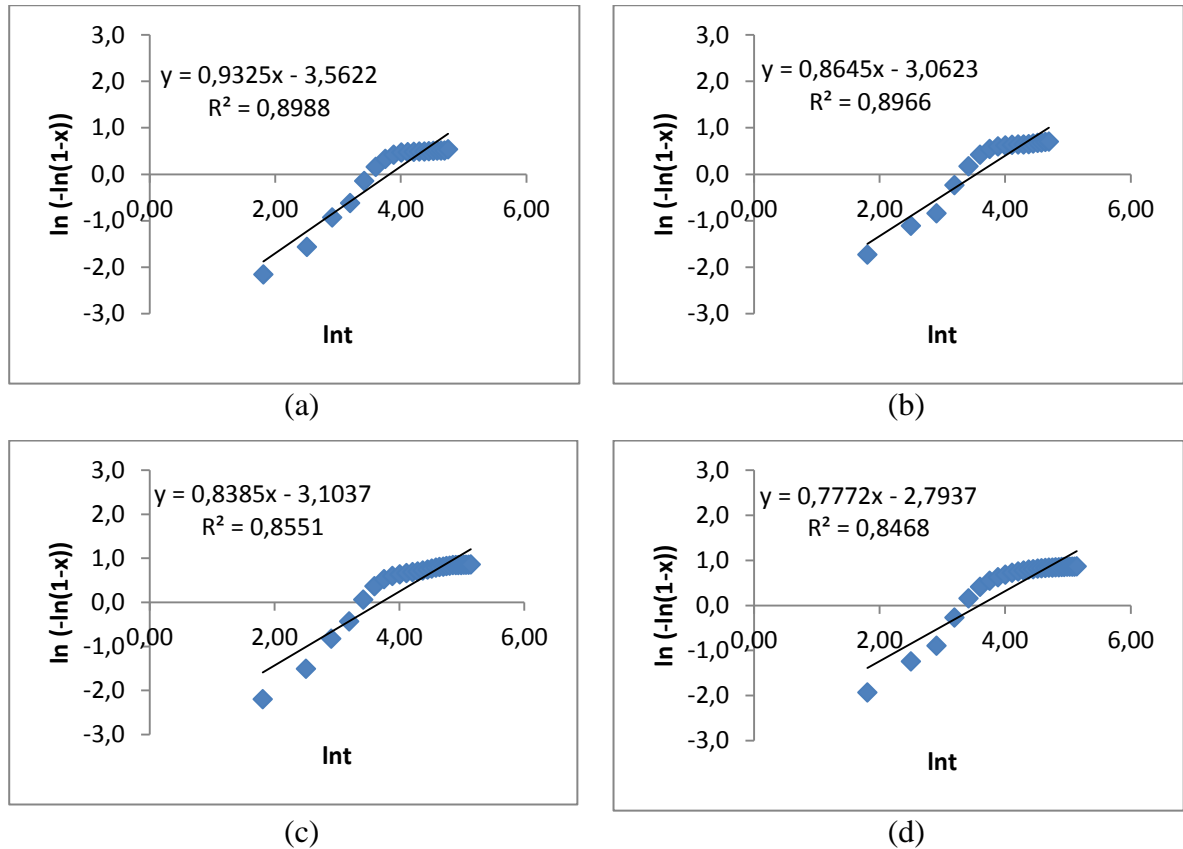 3,0
2,0
1,0
0,0
-1,0
-2,0
-3,0
0,00
2,00
4,00
6,00
y = 0,9325x - 3,5622
R² = 0,8988
ln (-ln(1-x))
lnt
(a)
3,0
2,0
1,0
0,0
-1,0
-2,0
-3,0
0,00
2,00
4,00
6,00
y = 0,8645x - 3,0623
R² = 0,8966
ln (-ln(1-x))
lnt
(b)
3,0
2,0
1,0
0,0
-1,0
-2,0
-3,0
0,00
2,00
4,00
6,00
y = 0,8385x - 3,1037
R² = 0,8551
ln (-ln(1-x))
lnt
(c)
3,0
2,0
1,0
0,0
-1,0
-2,0
-3,0
0,00
2,00
4,00
6,00
y = 0,7772x - 2,7937
R² = 0,8468
ln (-ln(1-x))
lnt
(d)